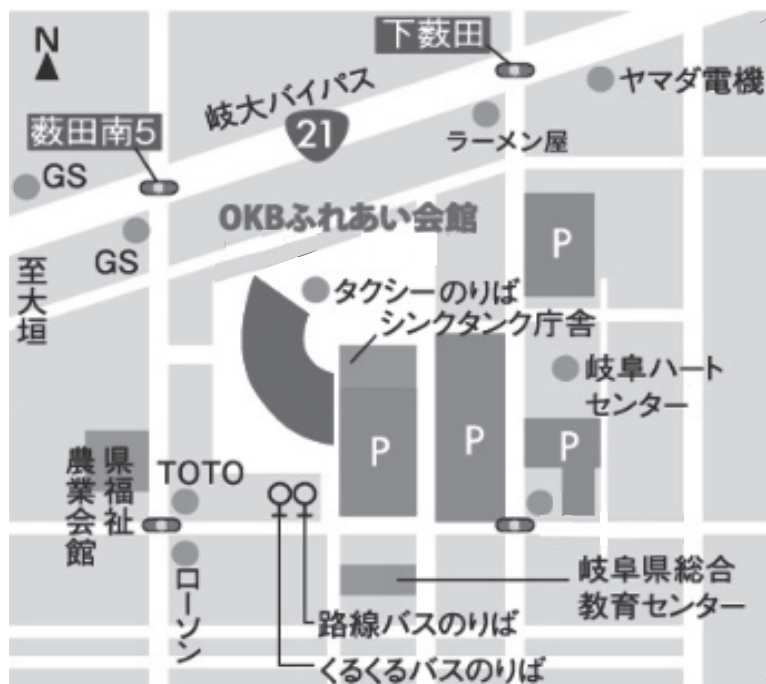 N
下薮田
ヤマダ電機
岐大バイパス
21
ラーメン屋
薮田南5
GS
GS
至大垣
OKBふれあい会館
P
タクシーのりば
シンクタンク庁舎
岐阜ハート
センター
P
P
P
県福祉
農業会館
TOTO
ローソン
岐阜県総合
教育センター
路線バスのりば
くるくるバスのりば